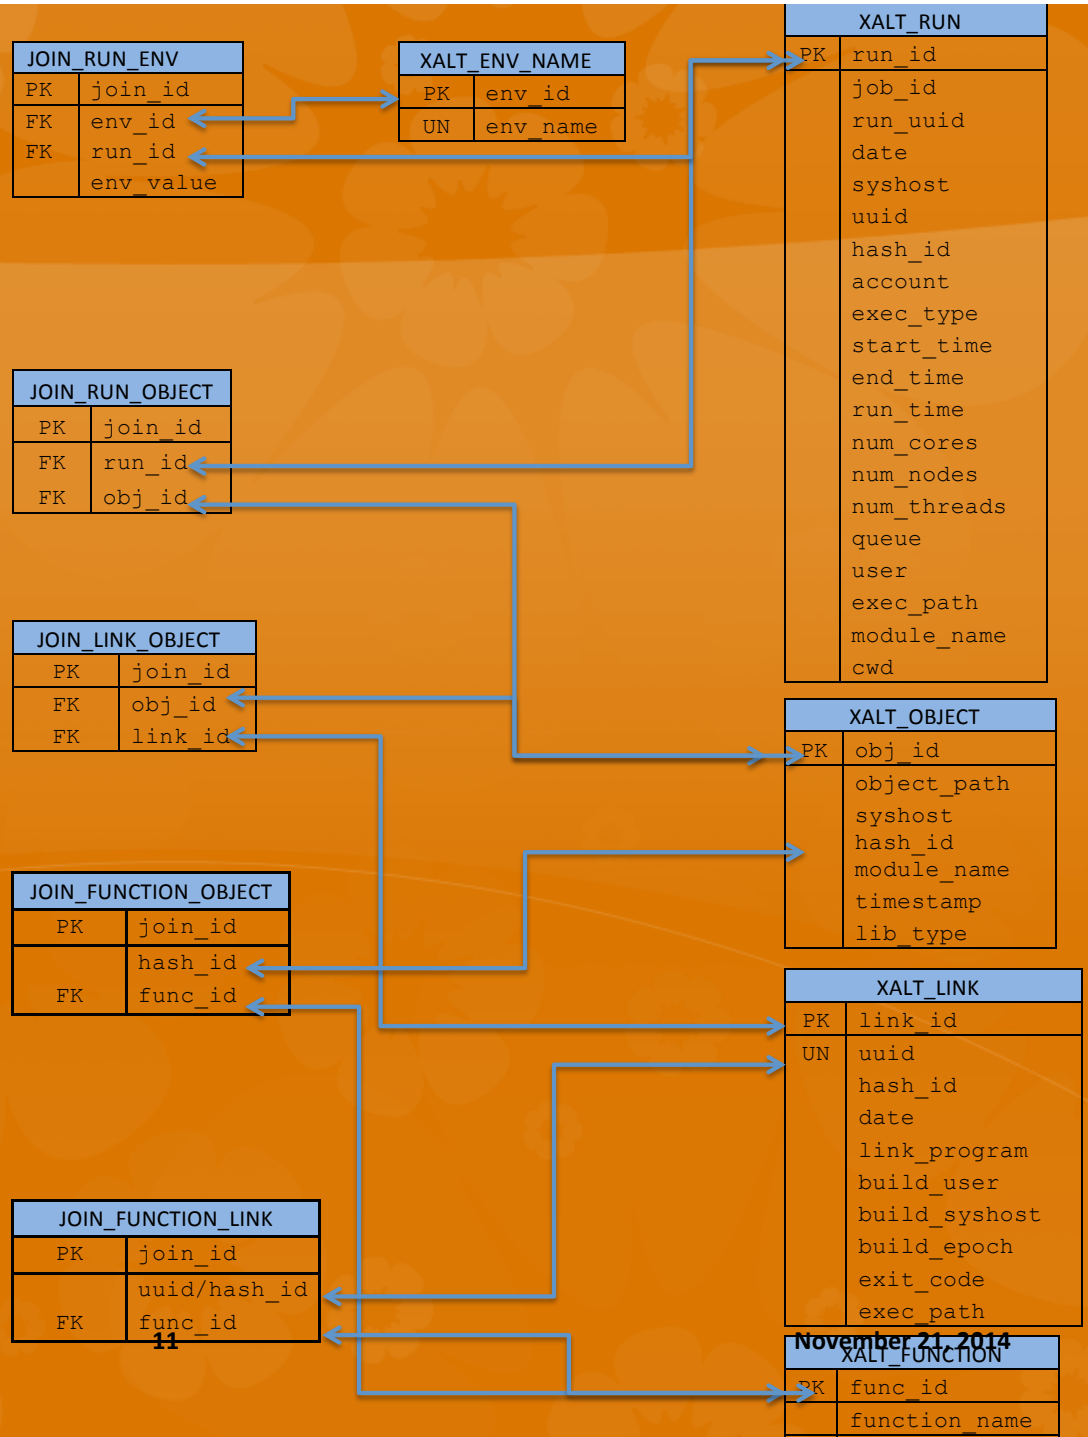 JOIN_RUN_ENV
PK join_id
FK env_id
FK run_id
env_value
XALT_ENV_NAME
PK env_id
UN env_name
XALT_RUN
PK run_id
job_id
run_uuid
date
syshost
uuid
hash_id
account
exec_type
start_time
end_time
run_time
num_cores
num_nodes
num_threads
queue
user
exec_path
module_name
cwd
JOIN_RUN_OBJECT
PK join_id
FK run_id
FK obj_id
JOIN_LINK_OBJECT
PK join_id
FK obj_id
FK link_id
XALT_OBJECT
PK obj_id
object_path
syshost
hash_id
module_name
timestamp
lib_type
JOIN_FUNCTION_OBJECT
PK join_id
hash_id
FK func_id
XALT_LINK
PK link_id
UN uuid
hash_id
date
link_program
build_user
build_syshost
build_epoch
exit_code
exec_path
JOIN_FUNCTION_LINK
PK join_id
uuid/hash_id
FK func_id
11
November 21, 2014
XALT_FUNCTION
PK func_id
function_name